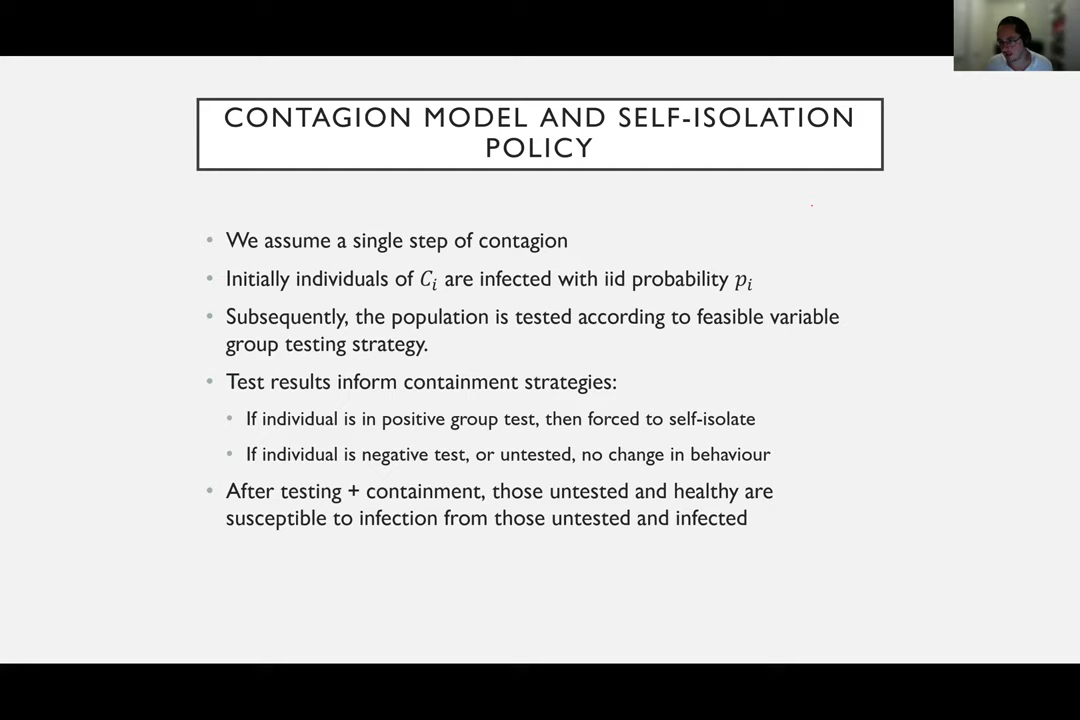 CONTAGION MODEL AND SELF-ISOLATION
POLICY
• We assume a single step of contagion
• Initially individuals of C_i are infected with iid probability p_i
• Subsequently, the population is tested according to feasible variable
group testing strategy.
• Test results inform containment strategies:
• If individual is in positive group test, then forced to self-isolate
• If individual is negative test, or untested, no change in behaviour
• After testing + containment, those untested and healthy are
susceptible to infection from those untested and infected